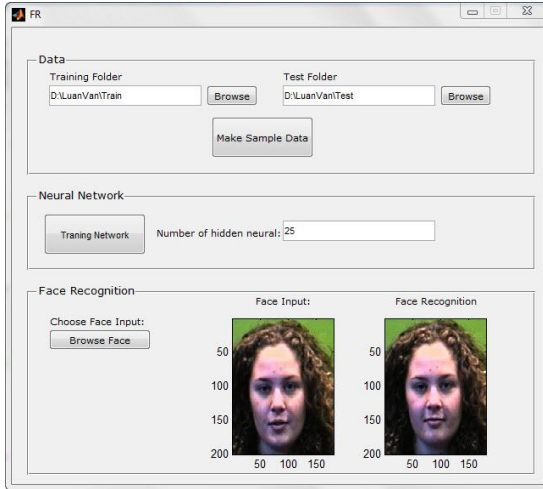 FR
Data
Training Folder Test Folder
D:\LuanVan\Train Browse D:\LuanVan\Test Browse
Make Sample Data
Neural Network
Traning Network Number of hidden neural: 25
Face Recognition
Face Input: Face Recognition
Choose Face Input:
Browse Face
50 50
100 100
150 150
200 200
50 100 150 50 100 150